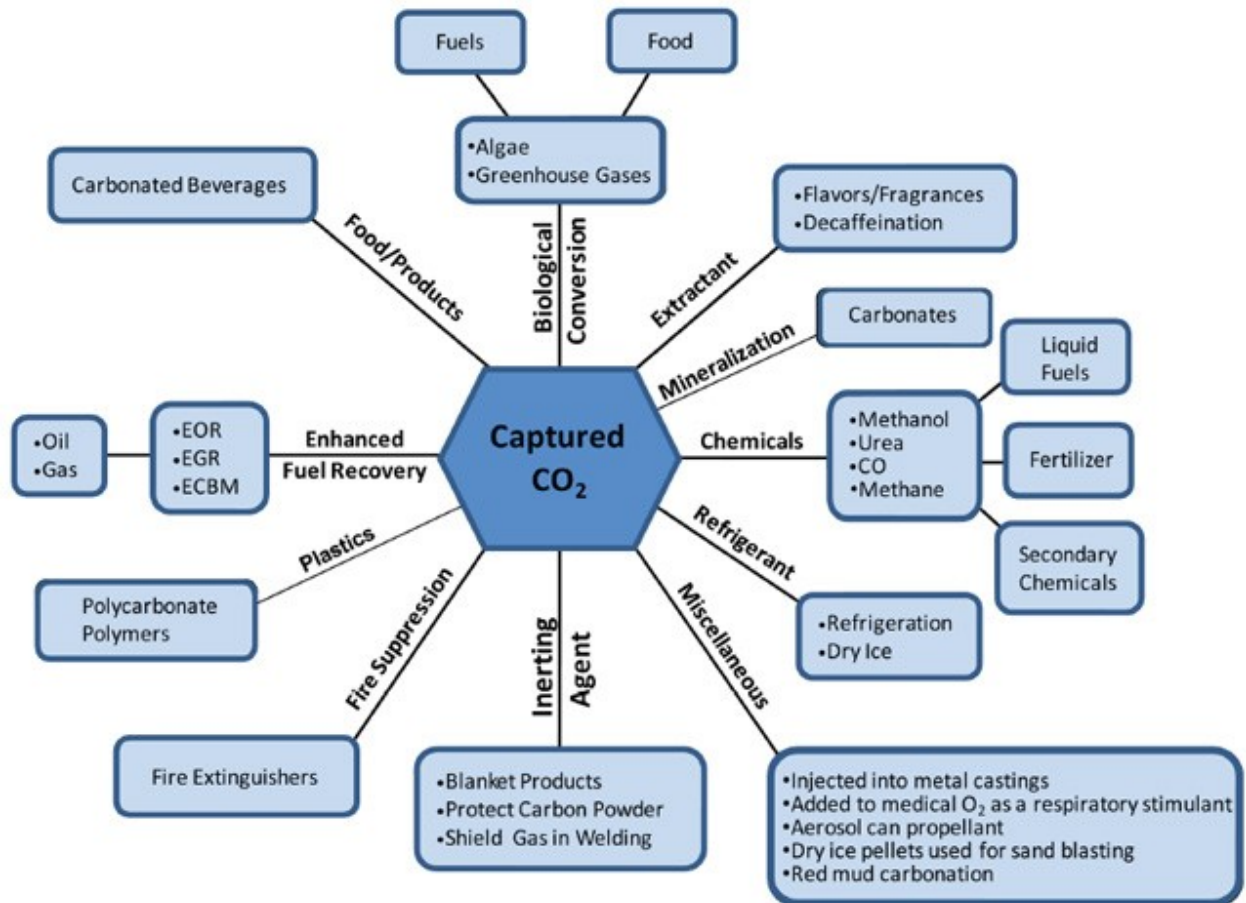 Fuels
Food
•Algae
•Greenhouse Gases
Carbonated Beverages
•Flavors/Fragrances
•Decaffeination
Food/Products
Biological
Conversion
Extractant
Mineralization
Carbonates
Liquid
Fuels
•Oil
•Gas
•EOR
•EGR
•ECBM
Enhanced
Fuel Recovery
Captured
CO₂
Chemicals
•Methanol
•Urea
•CO
•Methane
Fertilizer
Secondary
Chemicals
Plastics
Polycarbonate
Polymers
Refrigerant
•Refrigeration
•Dry Ice
Fire Suppression
Fire Extinguishers
Inerting
Agent
•Blanket Products
•Protect Carbon Powder
•Shield Gas in Welding
Miscellaneous
•Injected into metal castings
•Added to medical O₂ as a respiratory stimulant
•Aerosol can propellant
•Dry ice pellets used for sand blasting
•Red mud carbonation